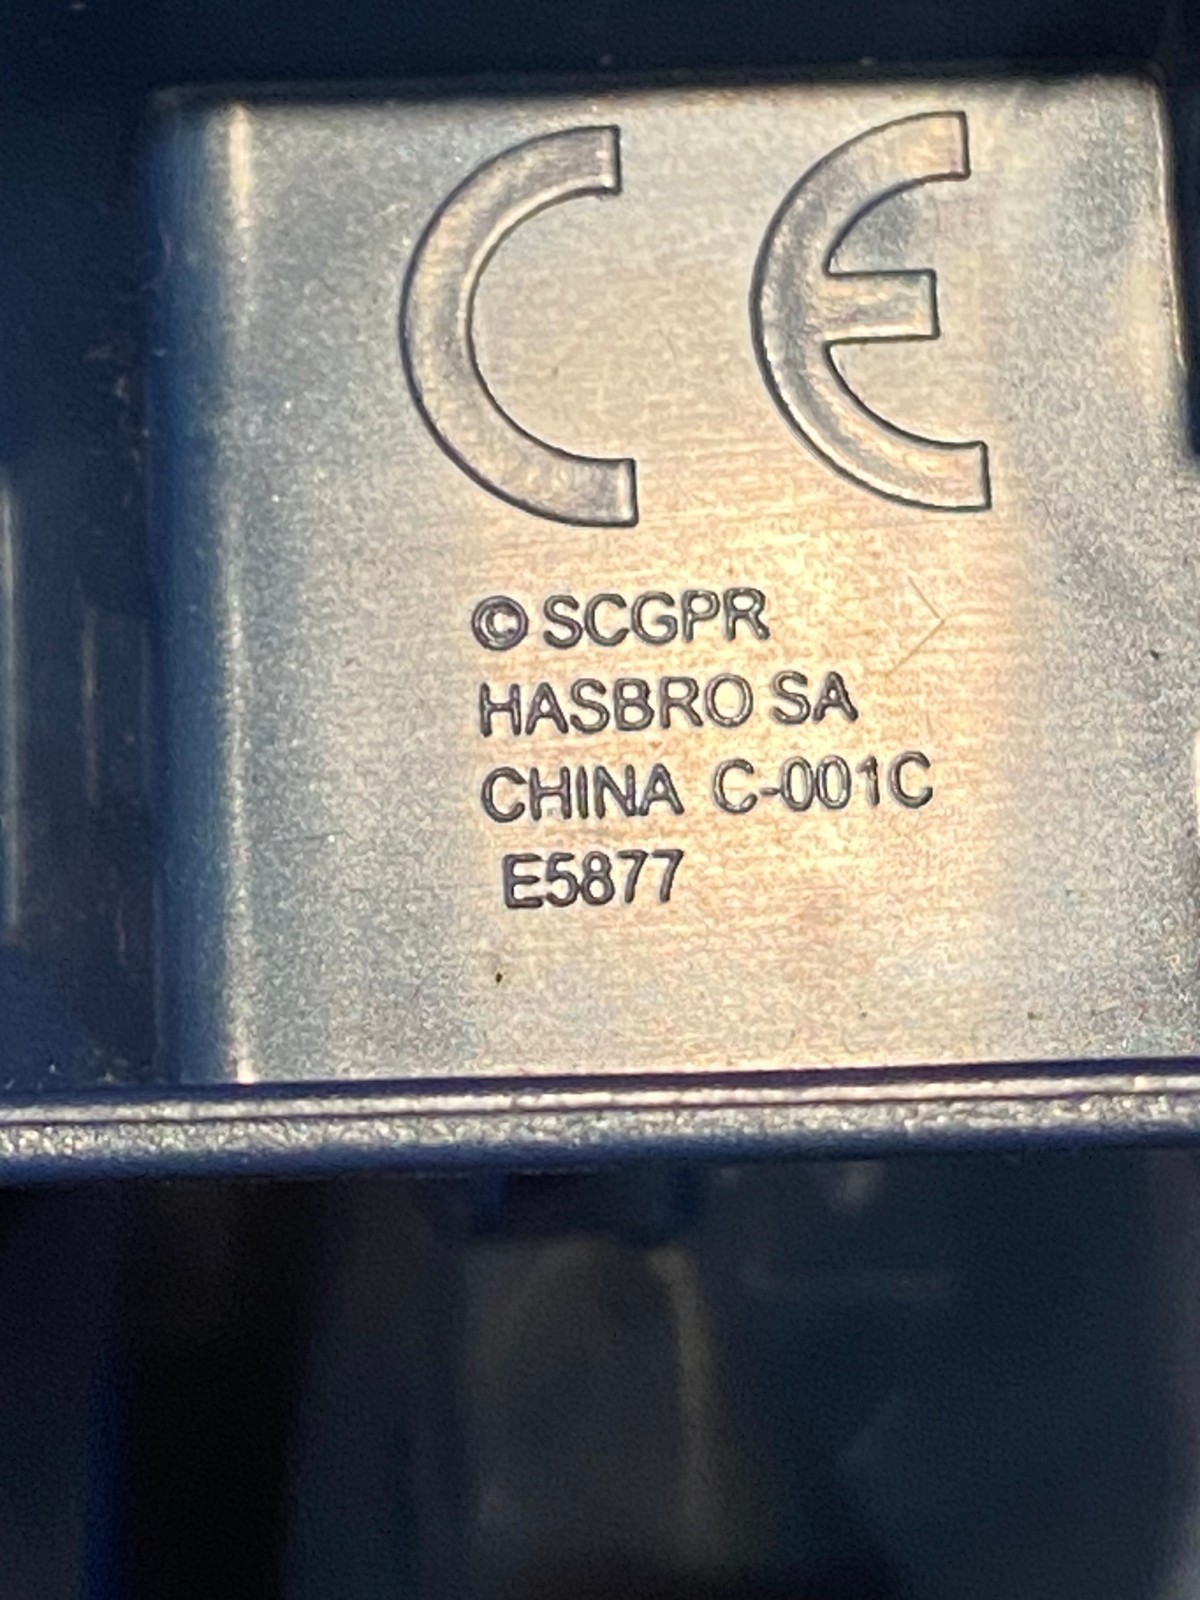 CE
© SCGPR
HASBRO SA
CHINA C-001C
E5877